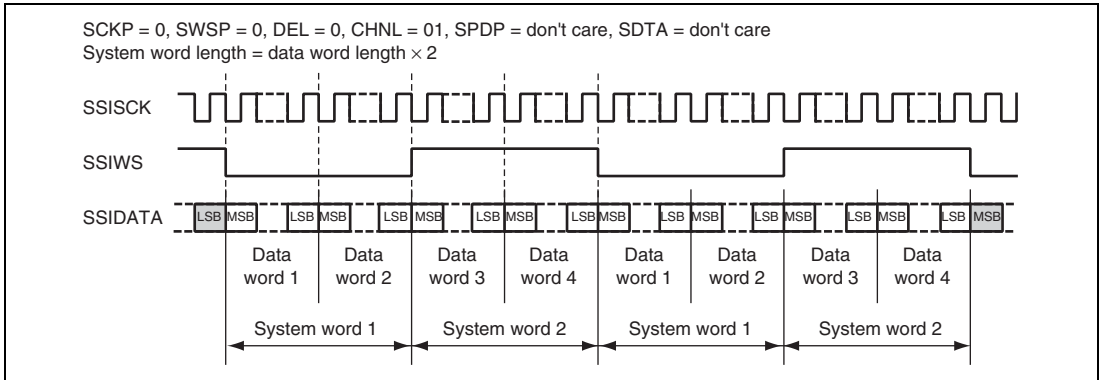 SCKP = 0, SWSP = 0, DEL = 0, CHNL = 01, SPDP = don't care, SDTA = don't care
System word length = data word length × 2
SSISCK
SSIWS
SSIDATA
LSB MSB LSB MSB LSB MSB LSB MSB LSB MSB LSB MSB LSB MSB LSB MSB LSB MSB
Data word 1 Data word 2 Data word 3 Data word 4 Data word 1 Data word 2 Data word 3 Data word 4
System word 1 System word 2 System word 1 System word 2